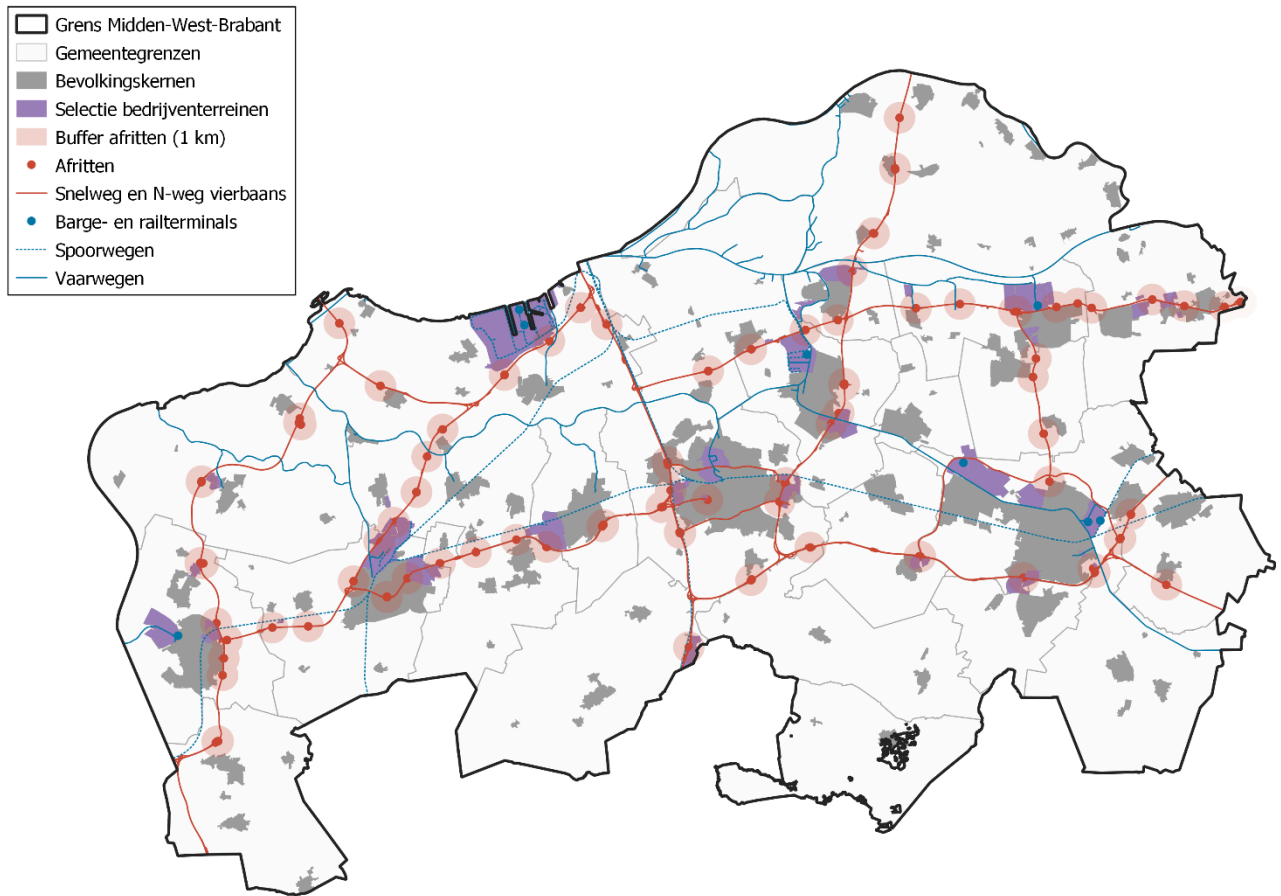 Grens Midden-West-Brabant
Gemeentegrenzen
Bevolkingskernen
Selectie bedrijventerreinen
Buffer afritten (1 km)
Afritten
Snelweg en N-weg vierbaans
Barge- en railterminals
Spoorwegen
Vaarwegen